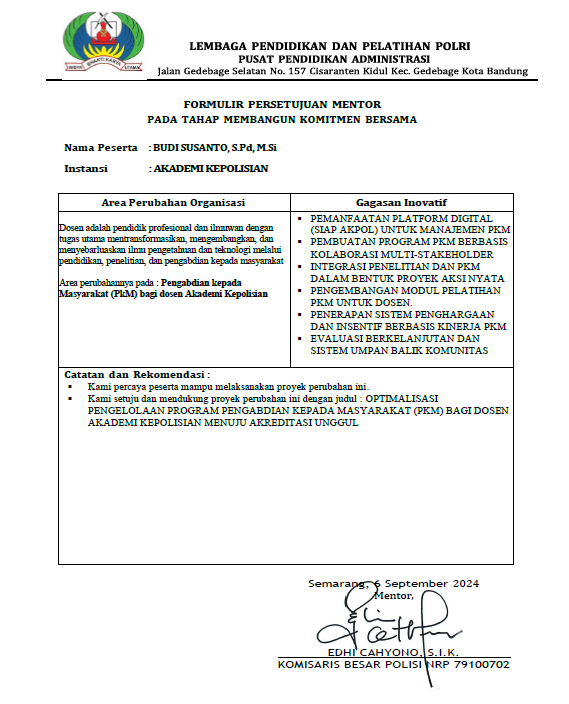 WIDYA BHAKTI KARYA UTAMA
LEMBAGA PENDIDIKAN DAN PELATIHAN POLRI
PUSAT PENDIDIKAN ADMINISTRASI
Jalan Gedebage Selatan No. 157 Cisaranten Kidul Kec. Gedebage Kota Bandung
FORMULIR PERSETUJUAN MENTOR
PADA TAHAP MEMBANGUN KOMITMEN BERSAMA
Nama Peserta : BUDI SUSANTO, S.Pd, M.Si
Instansi : AKADEMI KEPOLISIAN
Area Perubahan Organisasi
Dosen adalah pendidik profesional dan ilmuwan dengan
tugas utama mentransformasikan, mengembangkan, dan
menyebarluaskan ilmu pengetahuan dan teknologi melalui
pendidikan, penelitian, dan pengabdian kepada masyarakat
Area perubahannya pada : Pengabdian kepada
Masyarakat (PkM) bagi dosen Akademi Kepolisian
Gagasan Inovatif
▪ PEMANFAATAN PLATFORM DIGITAL
(SIAP AKPOL) UNTUK MANAJEMEN PKM
▪ PEMBUATAN PROGRAM PKM BERBASIS
KOLABORASI MULTI-STAKEHOLDER
▪ INTEGRASI PENELITIAN DAN PKM
DALAM BENTUK PROYEK AKSI NYATA
▪ PENGEMBANGAN MODUL PELATIHAN
PKM UNTUK DOSEN.
▪ PENERAPAN SISTEM PENGHARGAAN
DAN INSENTIF BERBASIS KINERJA PKM
▪ EVALUASI BERKELANJUTAN DAN
SISTEM UMPAN BALIK KOMUNITAS
Catatan dan Rekomendasi :
▪ Kami percaya peserta mampu melaksanakan proyek perubahan ini.
▪ Kami setuju dan mendukung proyek perubahan ini dengan judul : OPTIMALISASI
PENGELOLAAN PROGRAM PENGABDIAN KEPADA MASYARAKAT (PKM) BAGI DOSEN
AKADEMI KEPOLISIAN MENUJU AKREDITASI UNGGUL
Semarang, 6 September 2024
Mentor,
EDHI CAHYONO, S.I.K.
KOMISARIS BESAR POLISI NRP 79100702